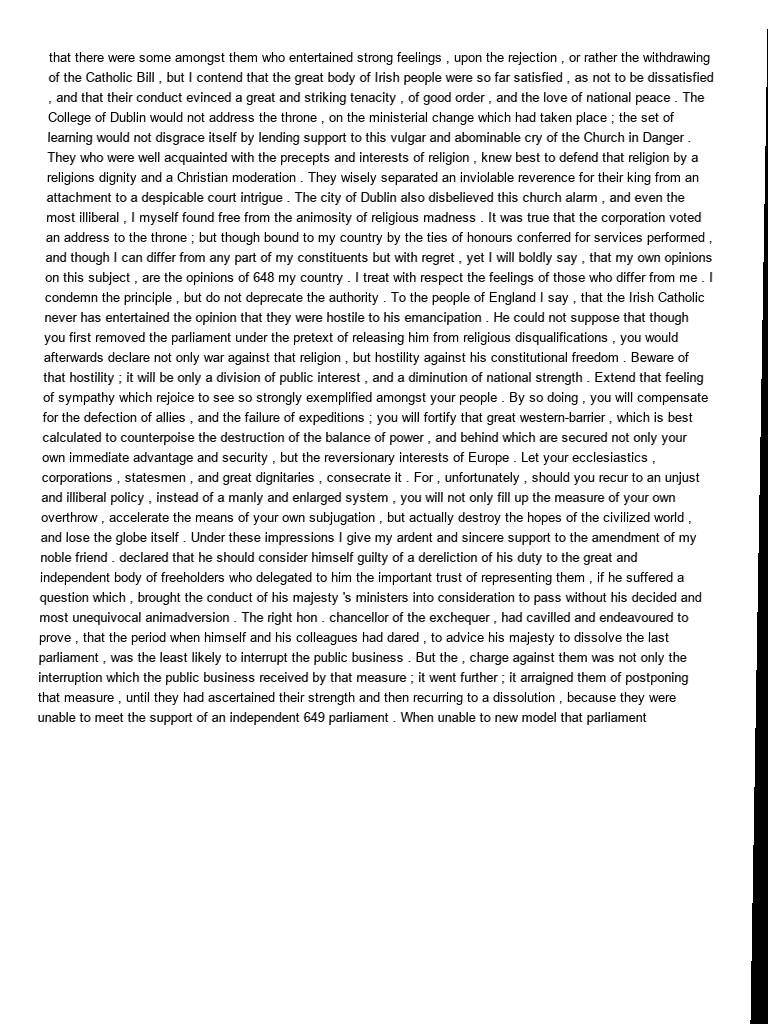 that there were some amongst them who entertained strong feelings , upon the rejection , or rather the withdrawing
of the Catholic Bill , but I contend that the great body of Irish people were so far satisfied , as not to be dissatisfied
, and that their conduct evinced a great and striking tenacity , of good order , and the love of national peace . The
College of Dublin would not address the throne , on the ministerial change which had taken place ; the set of
learning would not disgrace itself by lending support to this vulgar and abominable cry of the Church in Danger .
They who were well acquainted with the precepts and interests of religion , knew best to defend that religion by a
religions dignity and a Christian moderation . They wisely separated an inviolable reverence for their king from an
attachment to a despicable court intrigue . The city of Dublin also disbelieved this church alarm , and even the
most illiberal , I myself found free from the animosity of religious madness . It was true that the corporation voted
an address to the throne ; but though bound to my country by the ties of honours conferred for services performed ,
and though I can differ from any part of my constituents but with regret , yet I will boldly say , that my own opinions
on this subject , are the opinions of 648 my country . I treat with respect the feelings of those who differ from me . I
condemn the principle , but do not deprecate the authority . To the people of England I say , that the Irish Catholic
never has entertained the opinion that they were hostile to his emancipation . He could not suppose that though
you first removed the parliament under the pretext of releasing him from religious disqualifications , you would
afterwards declare not only war against that religion , but hostility against his constitutional freedom . Beware of
that hostility ; it will be only a division of public interest , and a diminution of national strength . Extend that feeling
of sympathy which rejoice to see so strongly exemplified amongst your people . By so doing , you will compensate
for the defection of allies , and the failure of expeditions ; you will fortify that great western-barrier , which is best
calculated to counterpoise the destruction of the balance of power , and behind which are secured not only your
own immediate advantage and security , but the reversionary interests of Europe . Let your ecclesiastics ,
corporations , statesmen , and great dignitaries , consecrate it . For , unfortunately , should you recur to an unjust
and illiberal policy , instead of a manly and enlarged system , you will not only fill up the measure of your own
overthrow , accelerate the means of your own subjugation , but actually destroy the hopes of the civilized world ,
and lose the globe itself . Under these impressions I give my ardent and sincere support to the amendment of my
noble friend . declared that he should consider himself guilty of a dereliction of his duty to the great and
independent body of freeholders who delegated to him the important trust of representing them , if he suffered a
question which , brought the conduct of his majesty 's ministers into consideration to pass without his decided and
most unequivocal animadversion . The right hon . chancellor of the exchequer , had cavilled and endeavoured to
prove , that the period when himself and his colleagues had dared , to advice his majesty to dissolve the last
parliament , was the least likely to interrupt the public business . But the , charge against them was not only the
interruption which the public business received by that measure ; it went further ; it arraigned them of postponing
that measure , until they had ascertained their strength and then recurring to a dissolution , because they were
unable to meet the support of an independent 649 parliament . When unable to new model that parliament